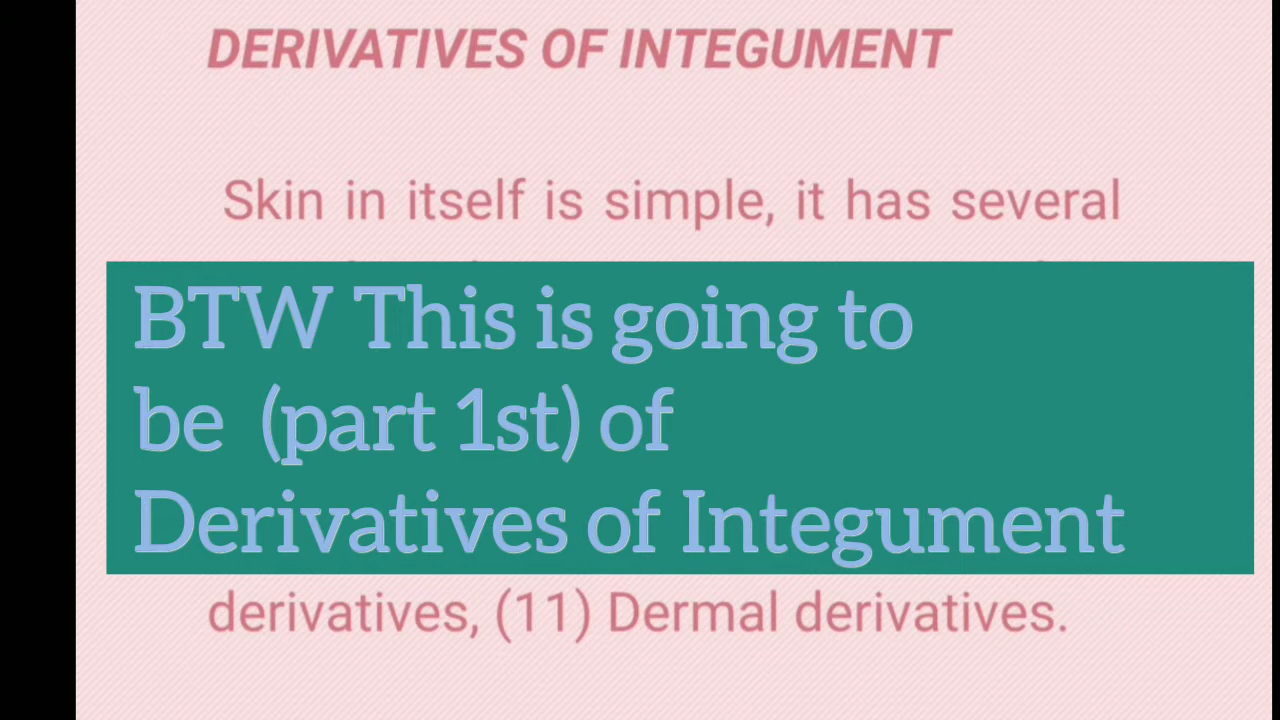 DERIVATIVES OF INTEGUMENT
Skin in itself is simple, it has several
BTW This is going to
be (part 1st) of
Derivatives of Integument
derivatives, (11) Dermal derivatives.